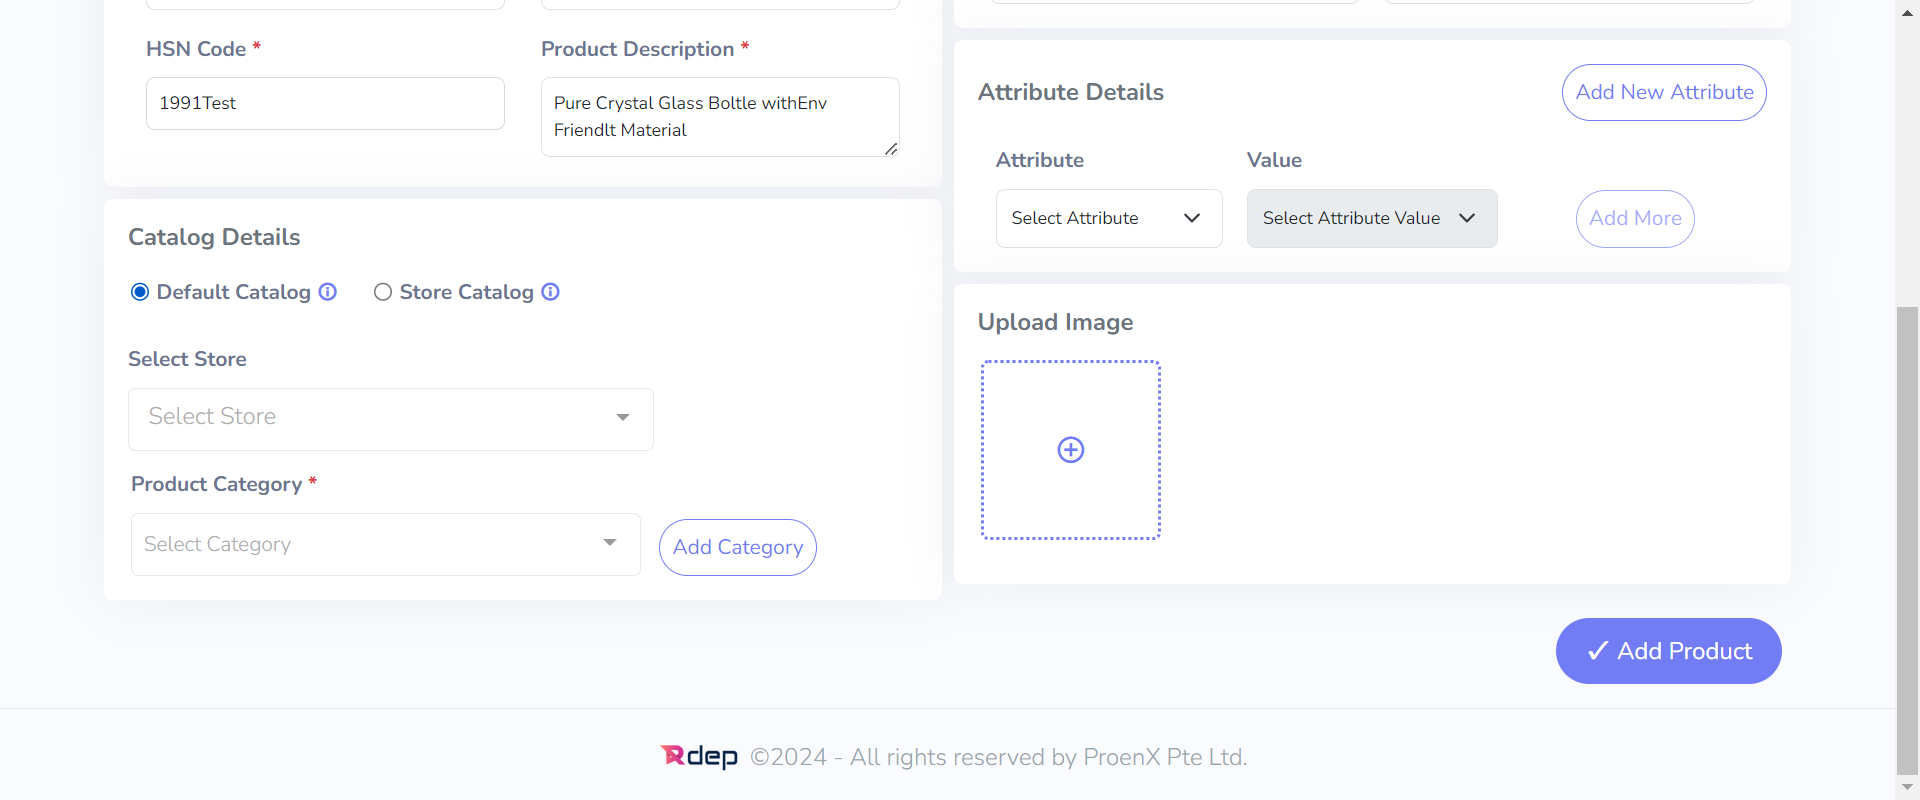 HSN Code *
1991Test
Product Description *
Pure Crystal Glass Boltle withEnv
Friendlt Material
Catalog Details
Default Catalog
Store Catalog
Select Store
Select Store
Product Category *
Select Category
Add Category
Attribute Details
Add New Attribute
Attribute
Value
Select Attribute
Select Attribute Value
Add More
Upload Image
✓ Add Product
Rdep ©2024 - All rights reserved by ProenX Pte Ltd.